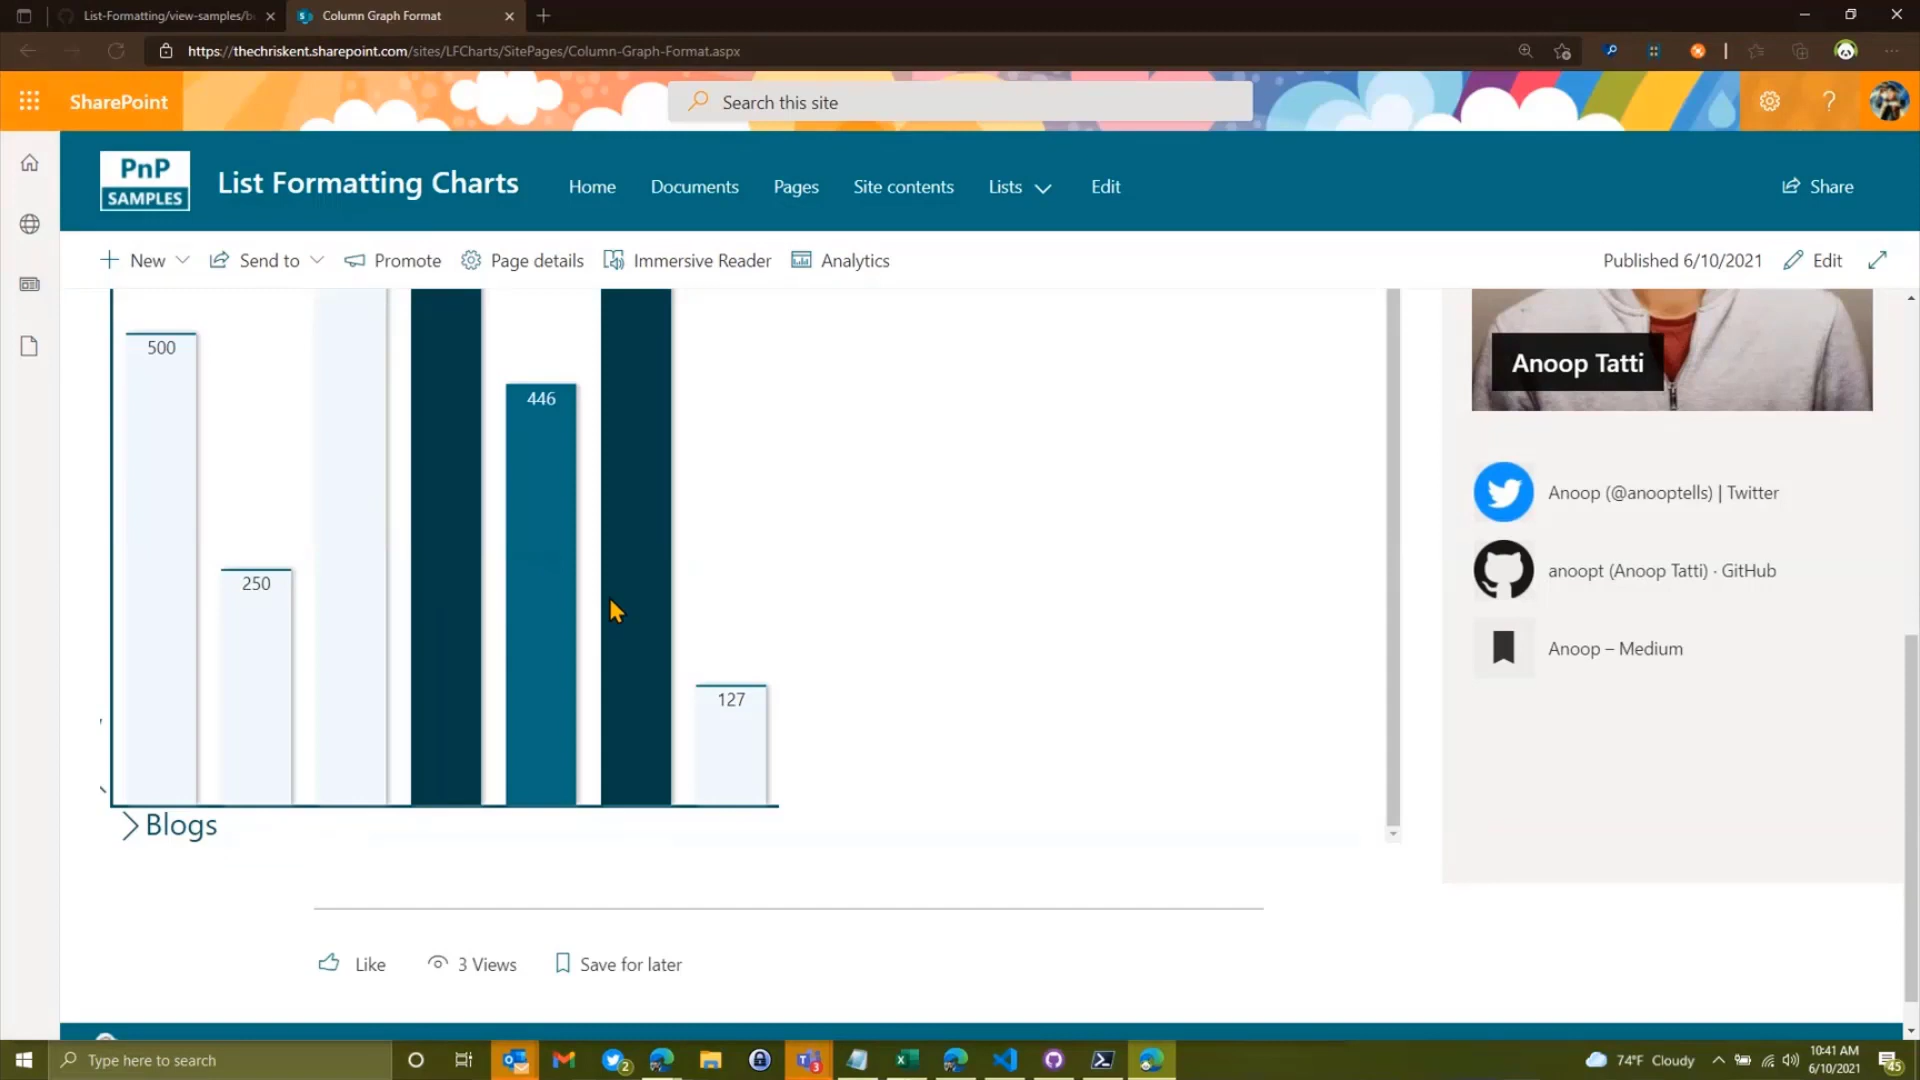 List-Formatting/view-samples/b
Column Graph Format
https://thechriskent.sharepoint.com/sites/LFCharts/SitePages/Column-Graph-Format.aspx
SharePoint
Search this site
PnP
SAMPLES
List Formatting Charts
Home
Documents
Pages
Site contents
Lists
Edit
Share
New
Send to
Promote
Page details
Immersive Reader
Analytics
Published 6/10/2021
Edit
500
446
250
127
Blogs
Anoop Tatti
Anoop (@anooptells) | Twitter
anoopt (Anoop Tatti) · GitHub
Anoop – Medium
Like
3 Views
Save for later
Type here to search
2
3
74°F Cloudy
10:41 AM
6/10/2021
45